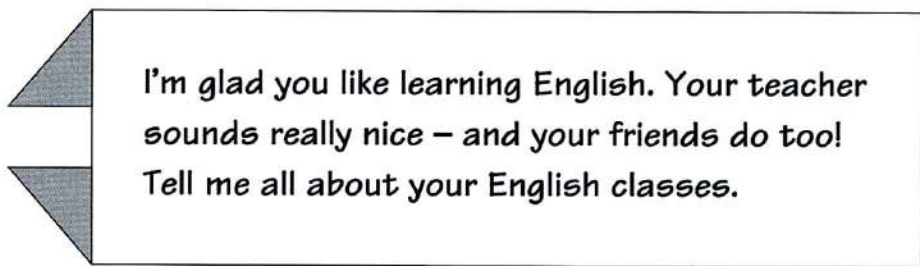 I'm glad you like learning English. Your teacher
sounds really nice – and your friends do too!
Tell me all about your English classes.